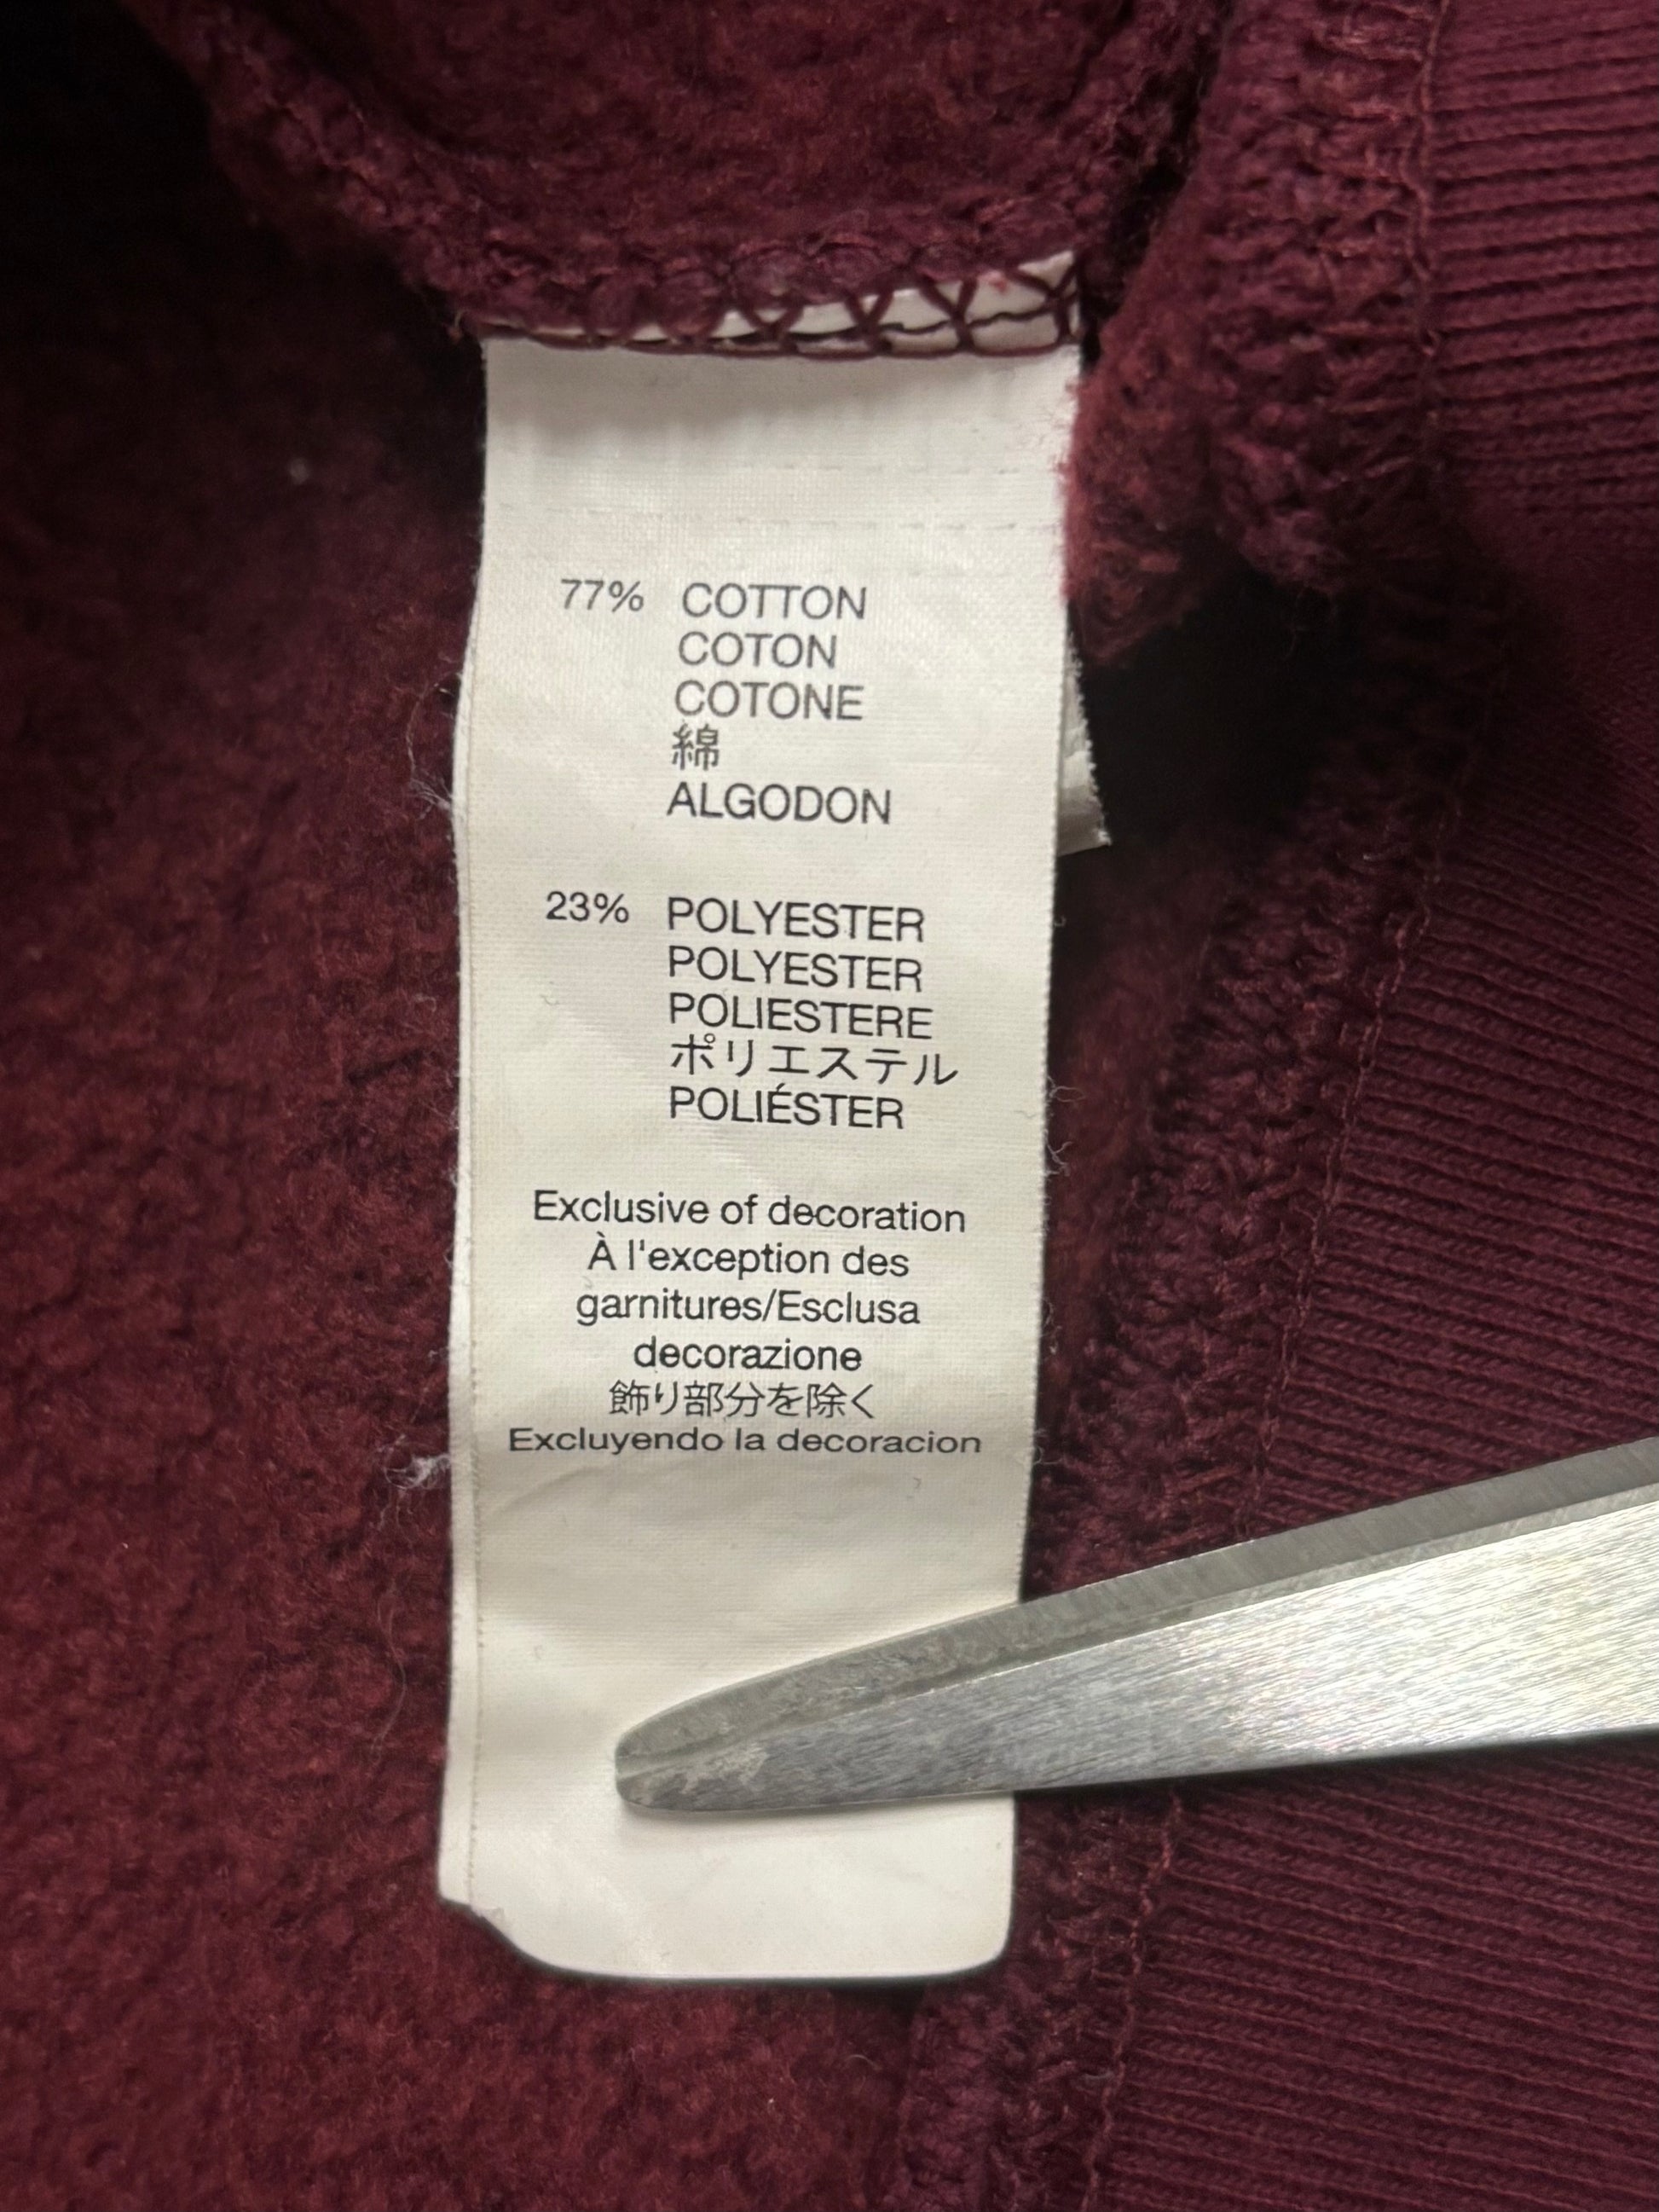 77% COTTON
COTON
COTONE
綿
ALGODON
23% POLYESTER
POLYESTER
POLIESTERE
ポリエステル
POLIÉSTER
Exclusive of decoration
À l'exception des
garnitures/Esclusa
decorazione
飾り部分を除く
Excluyendo la decoracion